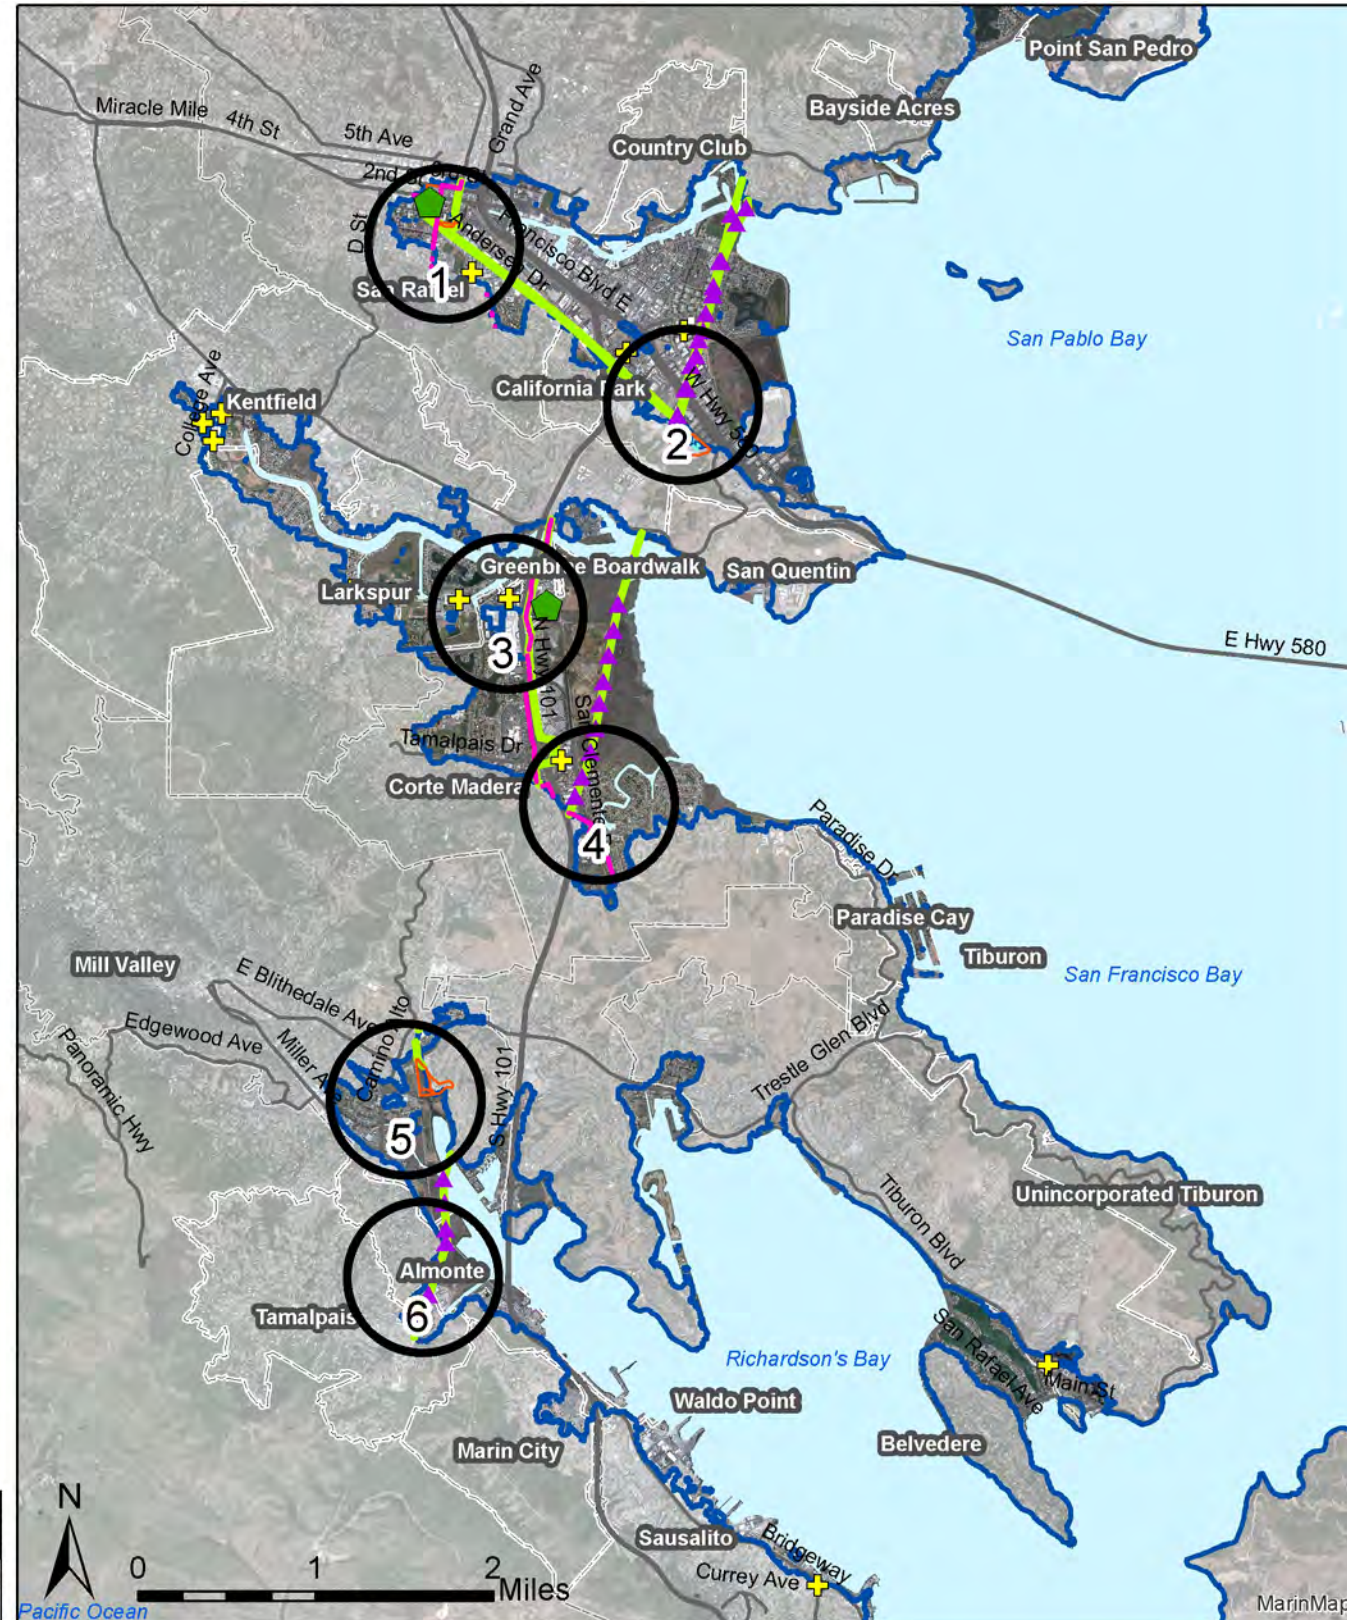 Point San Pedro
Bayside Acres
Miracle Mile
4th St
5th Ave
Grand Ave
Country Club
2nd St
3rd St
D St
Andersen Dr
Francisco Blvd E
1
San Rafael
San Pablo Bay
College Ave
Kentfield
California Park
W Hwy 580
2
Greenbrae Boardwalk
San Quentin
Larkspur
E Hwy 580
3
N Hwy 101
Tamalpais Dr
Corte Madera
4
Paradise Dr
Paradise Cay
Tiburon
San Francisco Bay
Mill Valley
E Blithedale Ave
Camino Alto
Edgewood Ave
Miller Ave
Panoramic Hwy
Trestle Glen Blvd
S Hwy 101
5
Unincorporated Tiburon
Tiburon Blvd
Almonte
Tamalpais
6
Richardson's Bay
San Rafael Ave
Main St
Waldo Point
Belvedere
Marin City
N
Sausalito
Bridgeway
Currey Ave
0 1 2
Miles
Pacific Ocean
MarinMap